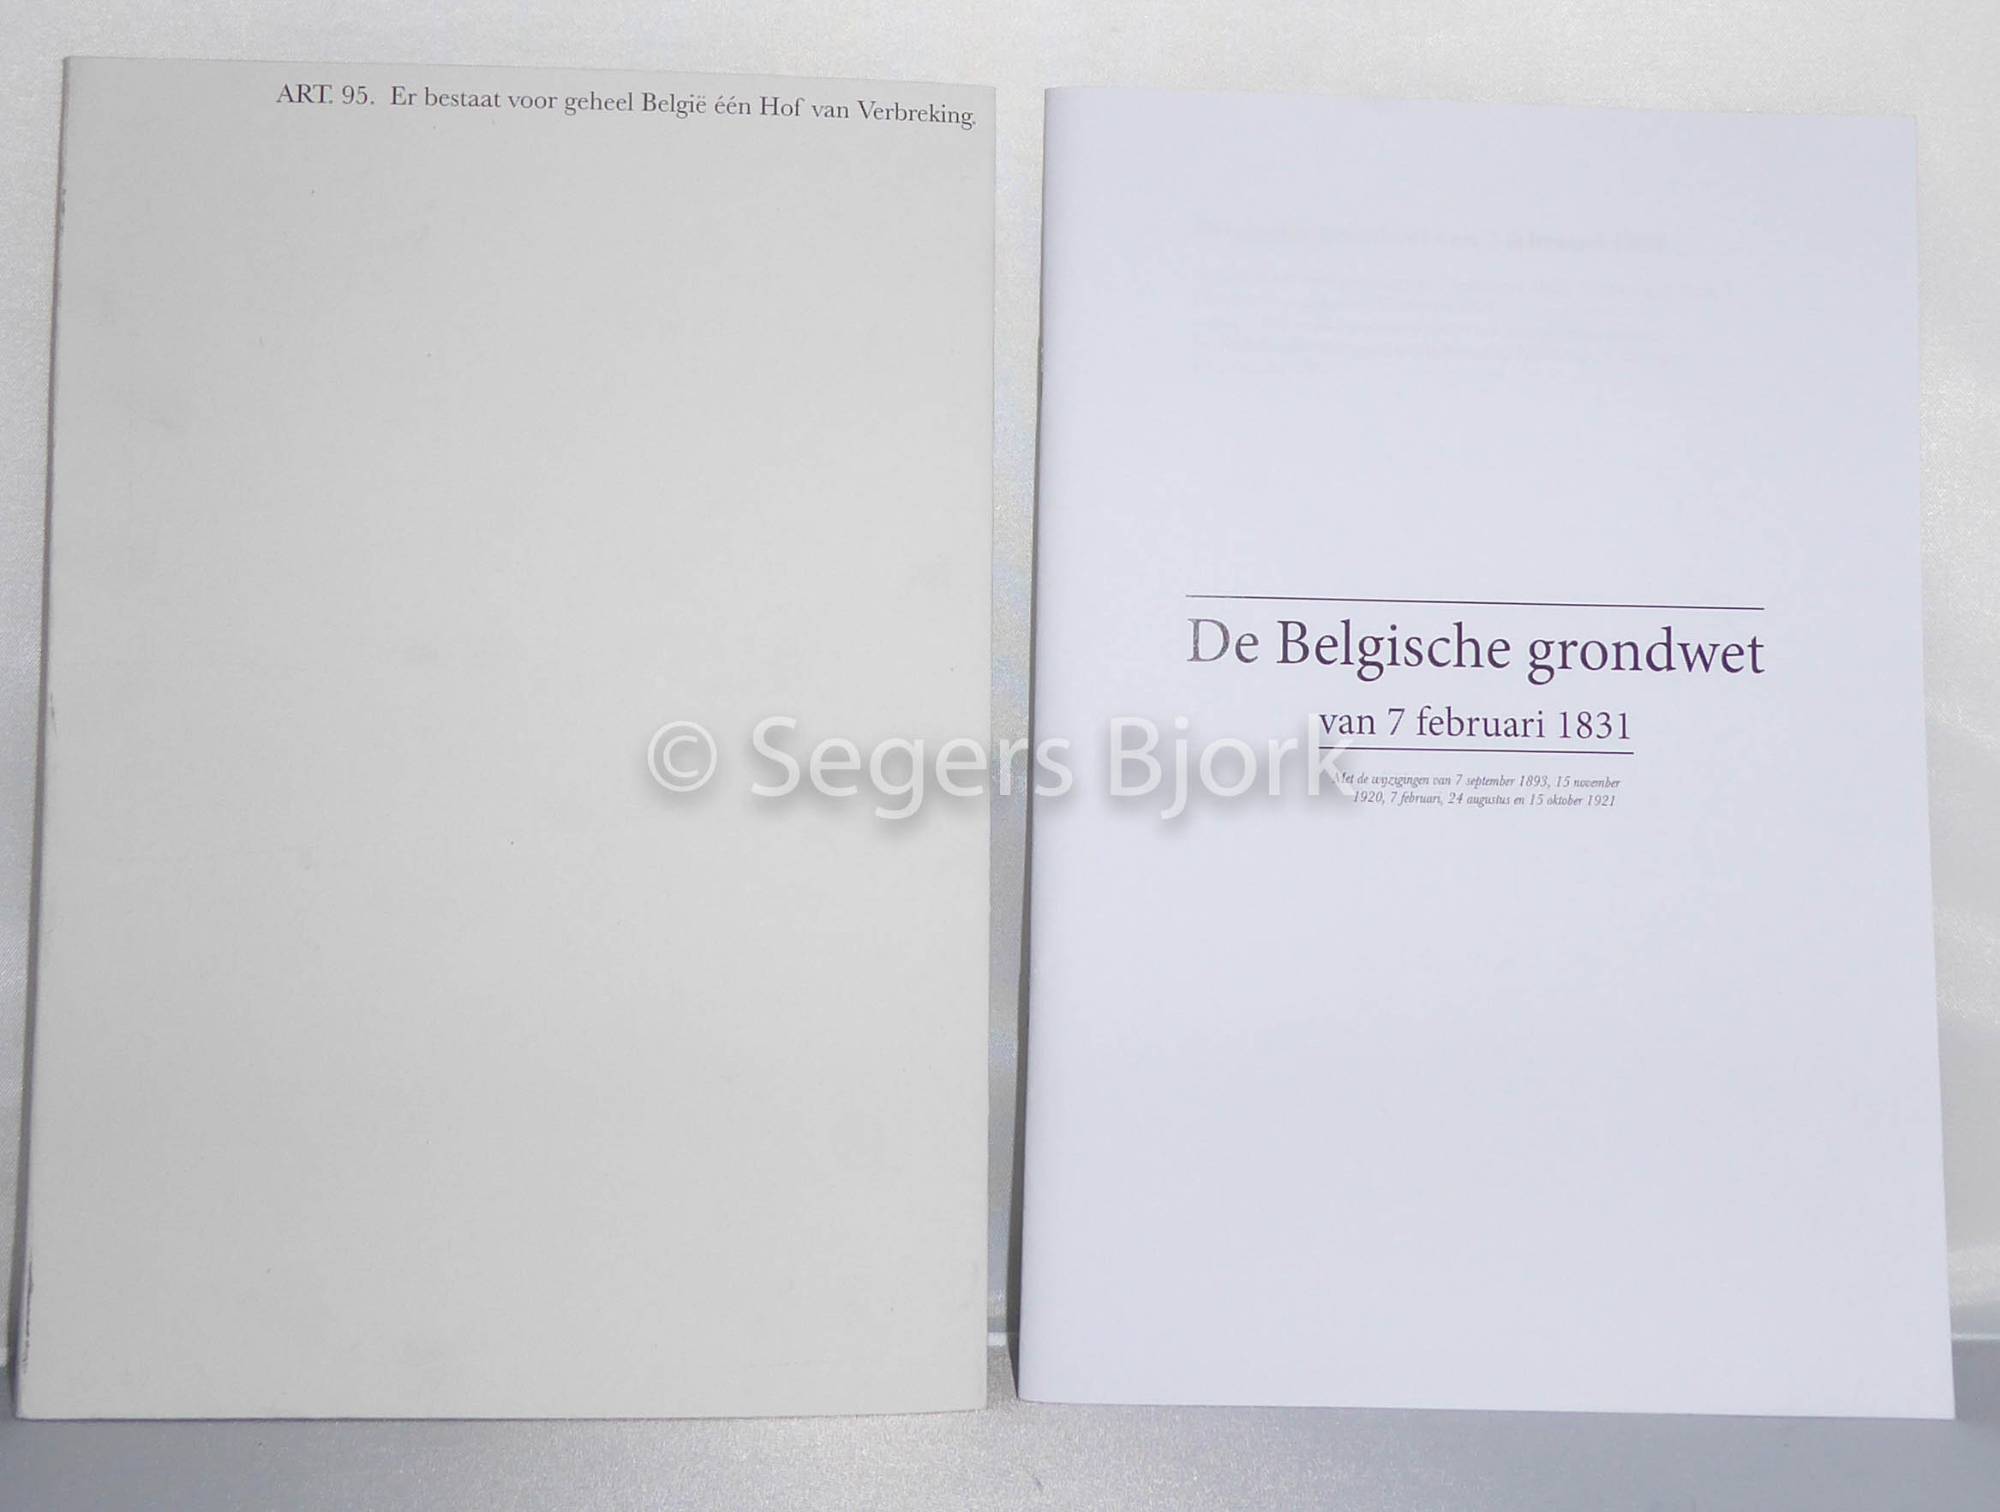 ART. 95. Er bestaat voor geheel België één Hof van Verbreking.
De Belgische grondwet
van 7 februari 1831
Met de wijzigingen van 7 september 1893, 15 november
1920, 7 februari, 24 augustus en 15 oktober 1921
© Segers Bjork